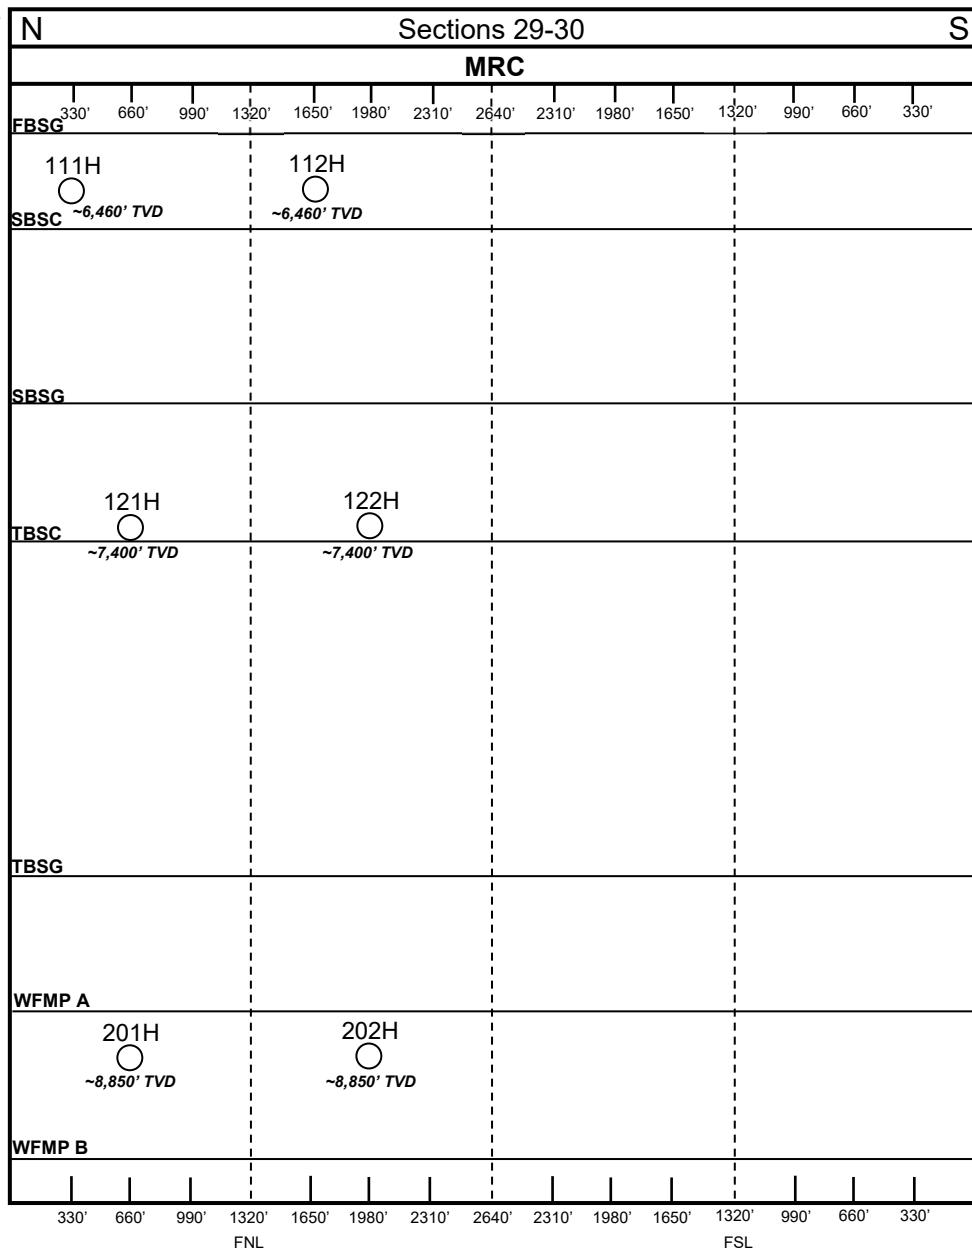 N Sections 29-30 S
MRC
330’ 660’ 990’ 1320’ 1650’ 1980’ 2310’ 2640’ 2310’ 1980’ 1650’ 1320’ 990’ 660’ 330’
FBSG
111H 112H
~6,460’ TVD ~6,460’ TVD
SBSC
SBSG
121H 122H
TBSC
~7,400’ TVD ~7,400’ TVD
TBSG
WFMP A
201H 202H
~8,850’ TVD ~8,850’ TVD
WFMP B
330’ 660’ 990’ 1320’ 1650’ 1980’ 2310’ 2640’ 2310’ 1980’ 1650’ 1320’ 990’ 660’ 330’
FNL FSL